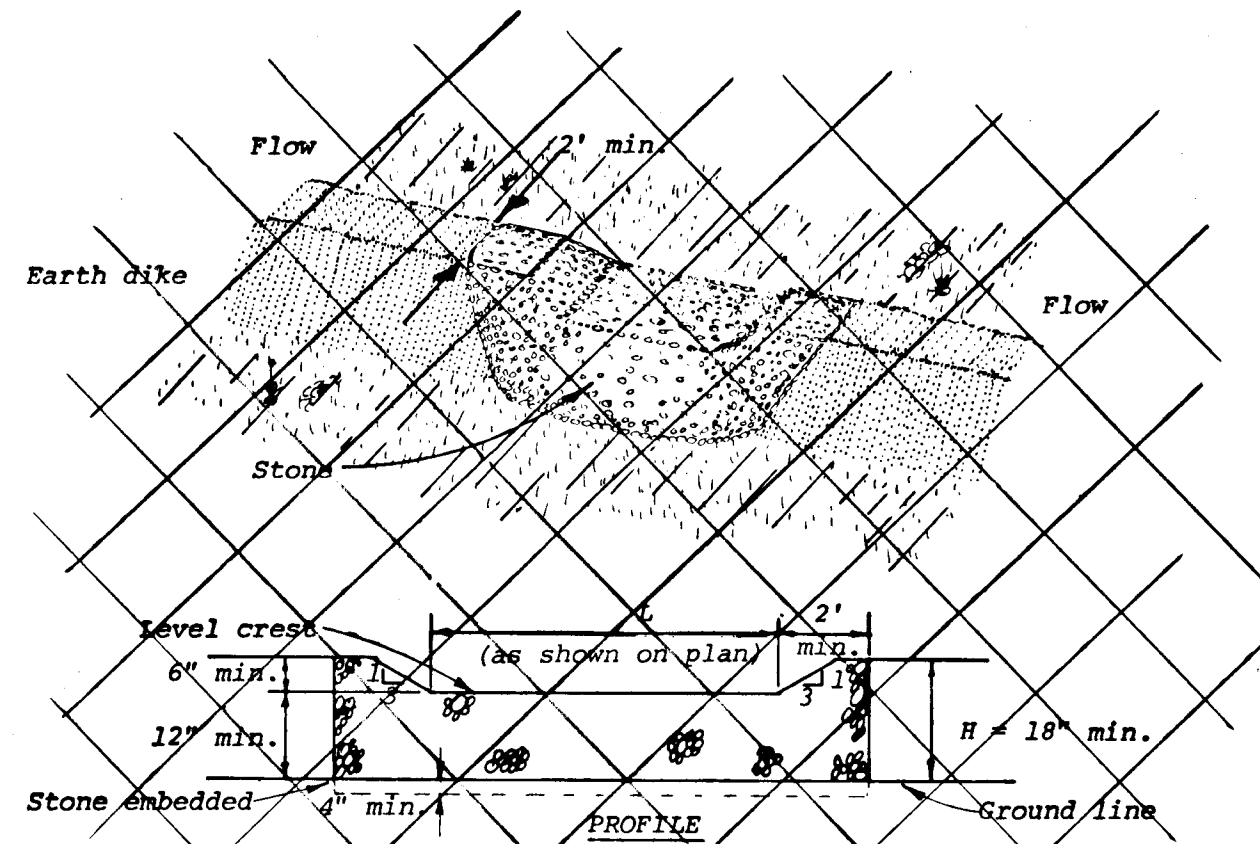 Flow
2' min.
Earth dike
Flow
Stone
L
2'
Level crest
(as shown on plan)
min.
6" min.
1
3
1
3
12" min.
H = 18" min.
Stone embedded
4" min.
Ground line
PROFILE